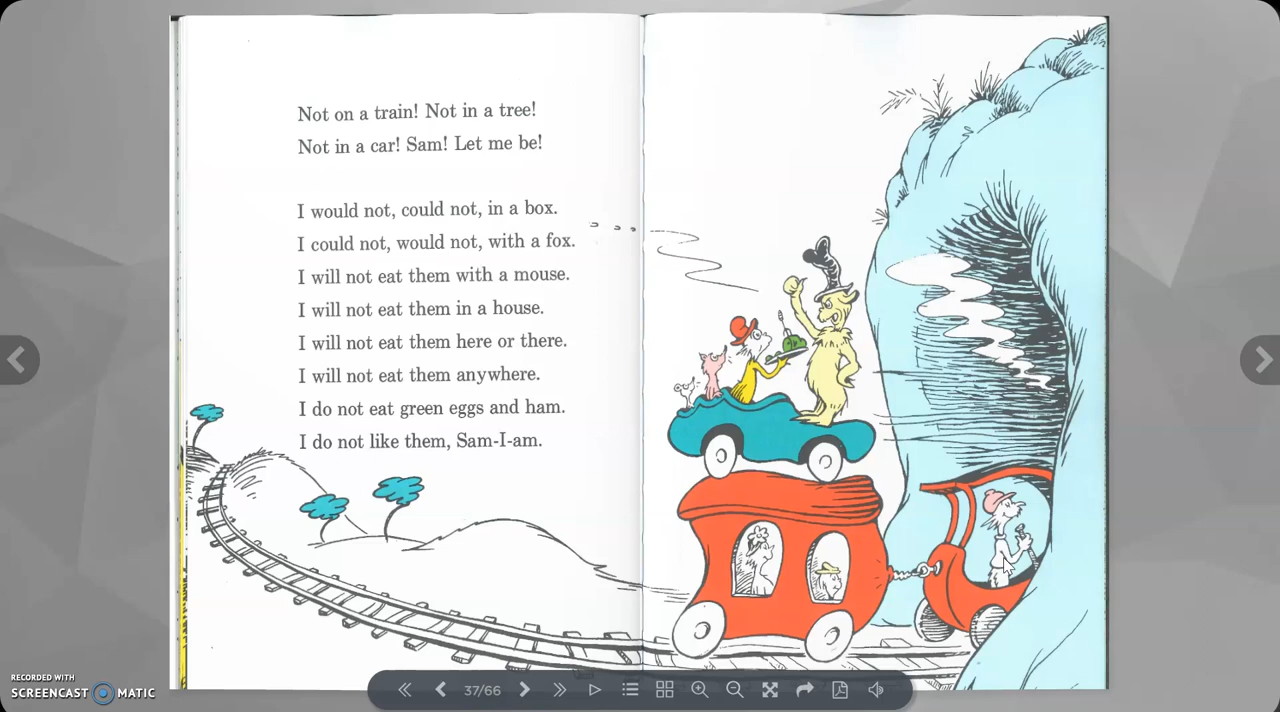 Not on a train! Not in a tree!
Not in a car! Sam! Let me be!
I would not, could not, in a box.
I could not, would not, with a fox.
I will not eat them with a mouse.
I will not eat them in a house.
I will not eat them here or there.
I will not eat them anywhere.
I do not eat green eggs and ham.
I do not like them, Sam-I-am.
37/66
RECORDED WITH
SCREENCAST MATIC